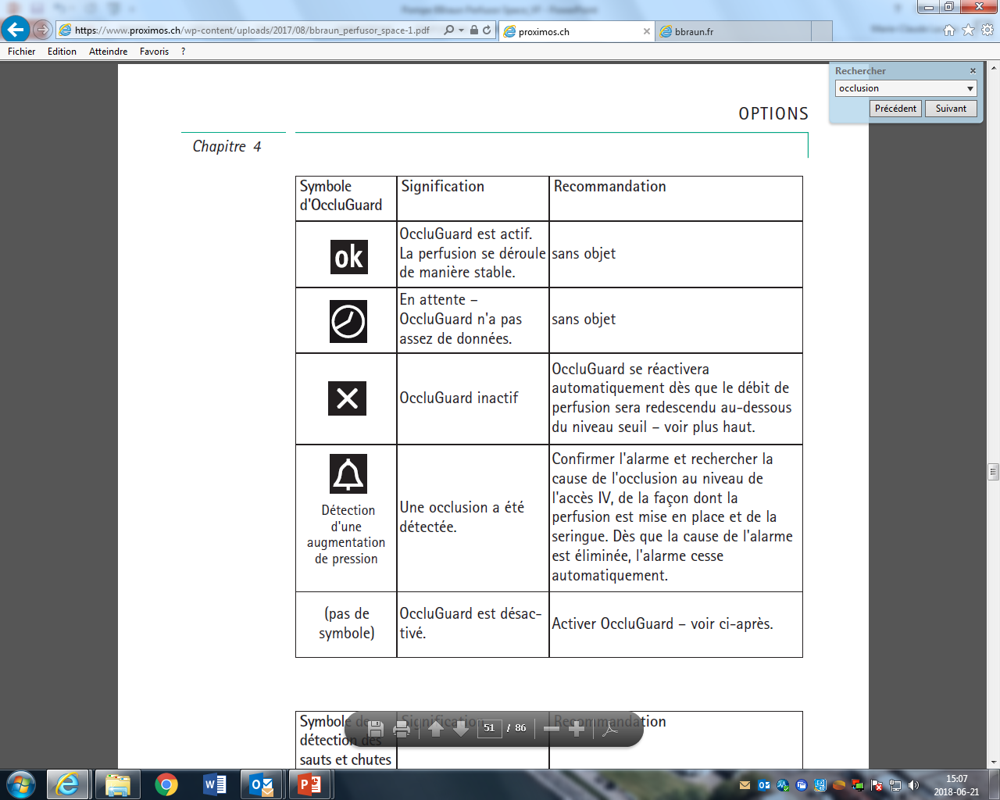 https://www.proximos.ch/wp-content/uploads/2017/08/bbraun_perfusor_space-1.pdf
proximos.ch
bbraun.fr
Fichier Edition Atteindre Favoris ?
Rechercher
occlusion
Précédent Suivant
OPTIONS
Chapitre 4
Symbole
d'OccluGuard
Signification
Recommandation
ok
OccluGuard est actif.
La perfusion se déroule
de manière stable.
sans objet
En attente –
OccluGuard n'a pas
assez de données.
sans objet
OccluGuard inactif
OccluGuard se réactivera
automatiquement dès que le débit de
perfusion sera redescendu au-dessous
du niveau seuil – voir plus haut.
Détection
d'une
augmentation
de pression
Une occlusion a été
détectée.
Confirmer l'alarme et rechercher la
cause de l'occlusion au niveau de
l'accès IV, de la façon dont la
perfusion est mise en place et de la
seringue. Dès que la cause de l'alarme
est éliminée, l'alarme cesse
automatiquement.
(pas de
symbole)
OccluGuard est désac-
tivé.
Activer OccluGuard – voir ci-après.
Symbole de
détection des
sauts et chutes
Signification
Recommandation
51 / 86
15:07
2018-06-21